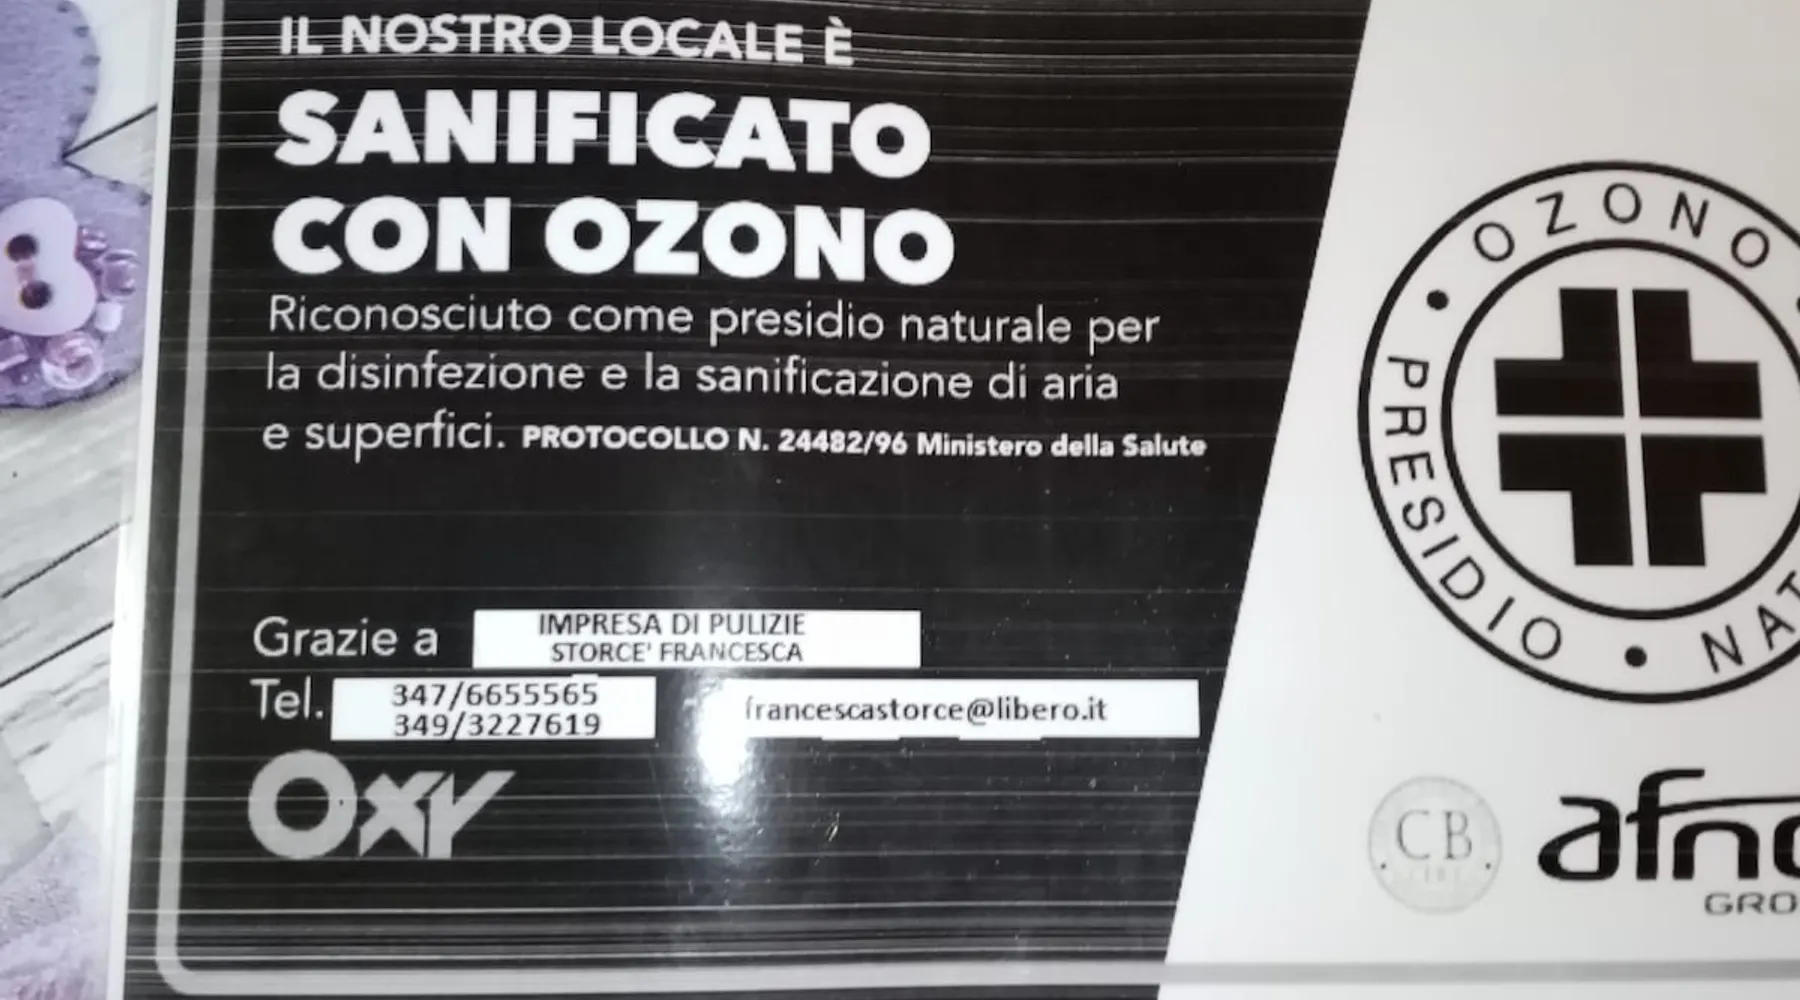 IL NOSTRO LOCALE È
SANIFICATO
CON OZONO
Riconosciuto come presidio naturale per
la disinfezione e la sanificazione di aria
e superfici. PROTOCOLLO N. 24482/96 Ministero della Salute
Grazie a IMPRESA DI PULIZIE
STORCE' FRANCESCA
Tel. 347/6655565
349/3227619
francescastorce@libero.it
OXY
OZONO
PRESIDIO
CB